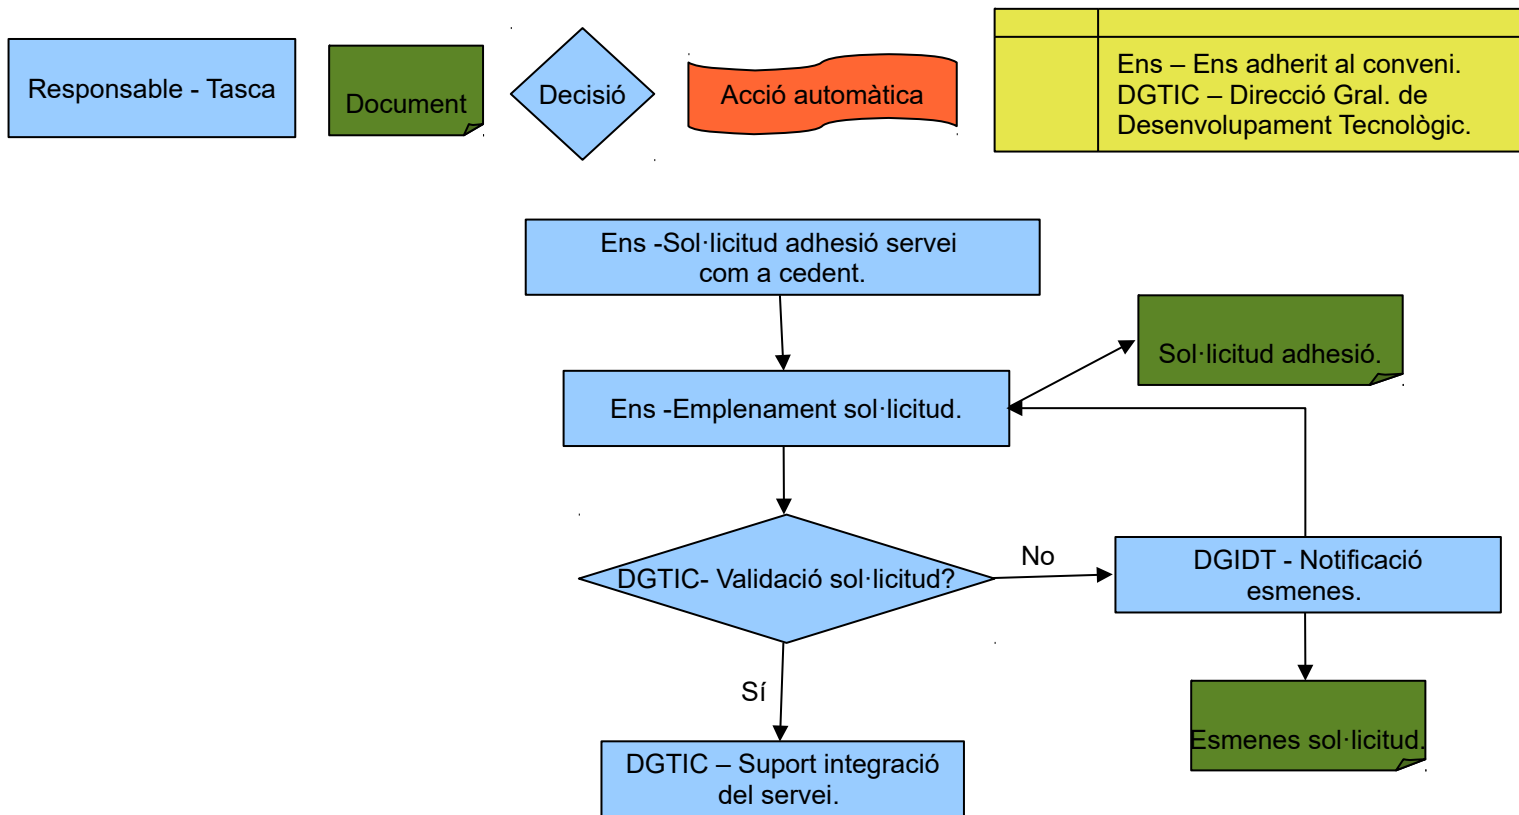 Responsable - Tasca
Document
Decisió
Acció automàtica
Ens – Ens adherit al conveni.
DGTIC – Direcció Gral. de
Desenvolupament Tecnològic.
Ens -Sol·licitud adhesió servei
com a cedent.
Sol·licitud adhesió.
Ens -Emplenament sol·licitud.
DGTIC- Validació sol·licitud?
No
DGIDT - Notificació
esmenes.
Sí
Esmenes sol·licitud.
DGTIC – Suport integració
del servei.